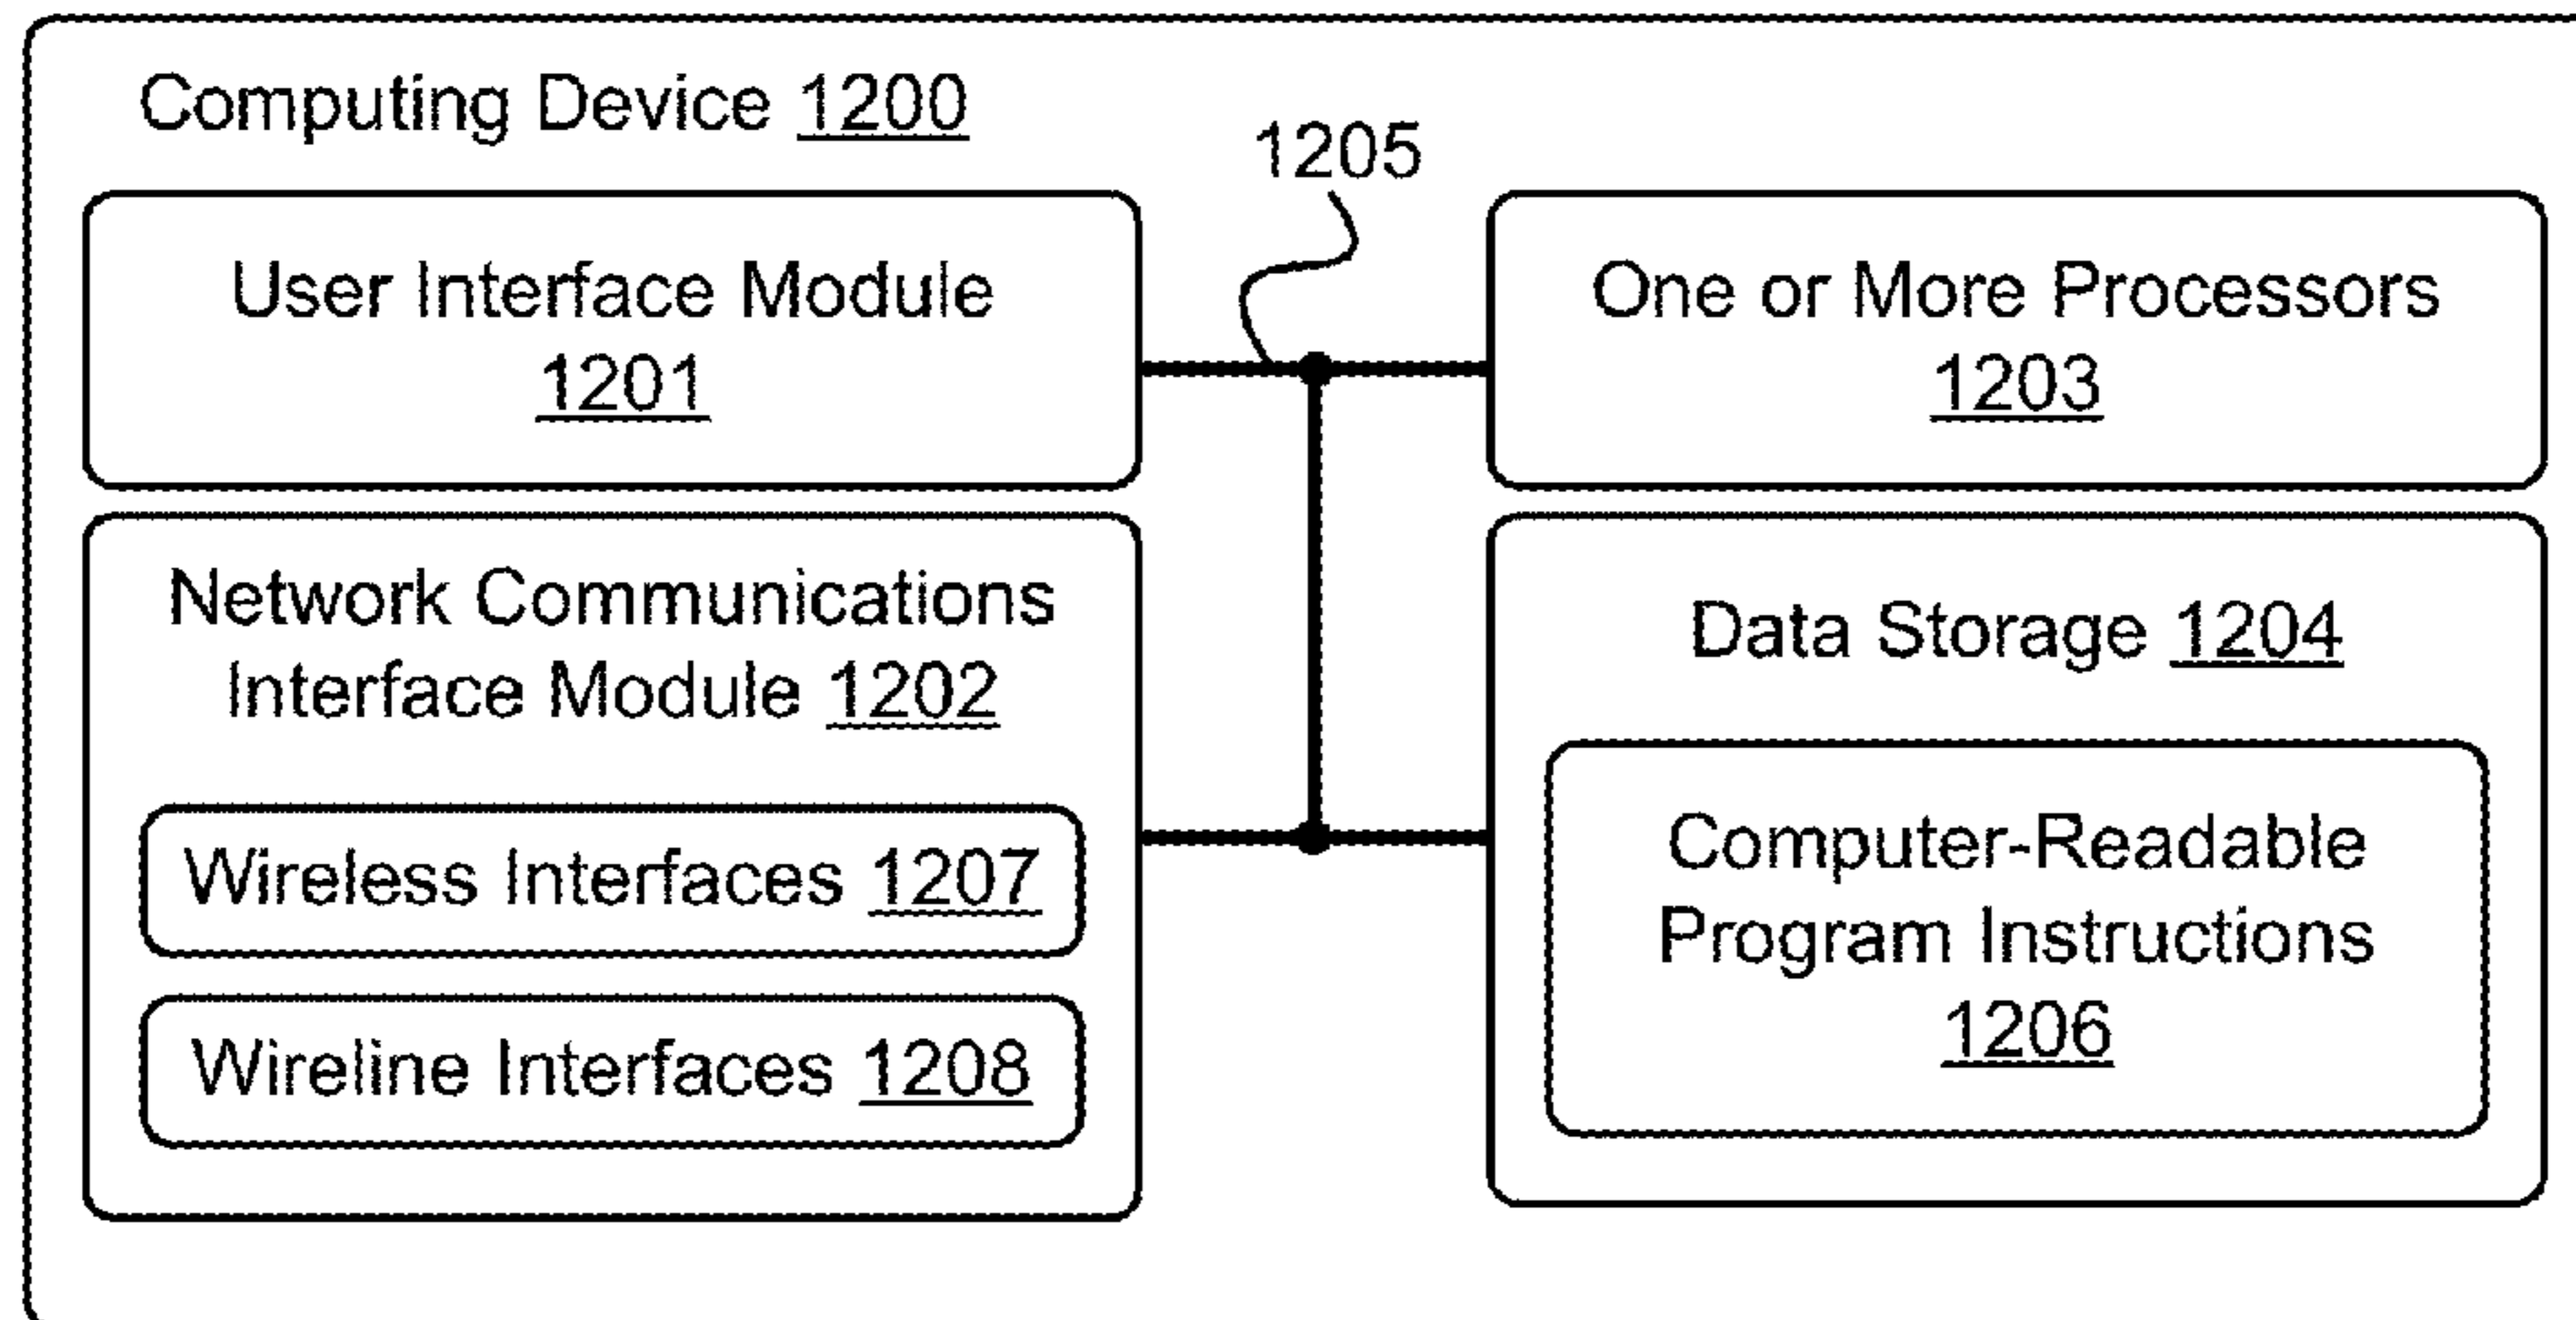 Computing Device 1200
1205
User Interface Module
1201
One or More Processors
1203
Network Communications
Interface Module 1202
Wireless Interfaces 1207
Wireline Interfaces 1208
Data Storage 1204
Computer-Readable
Program Instructions
1206